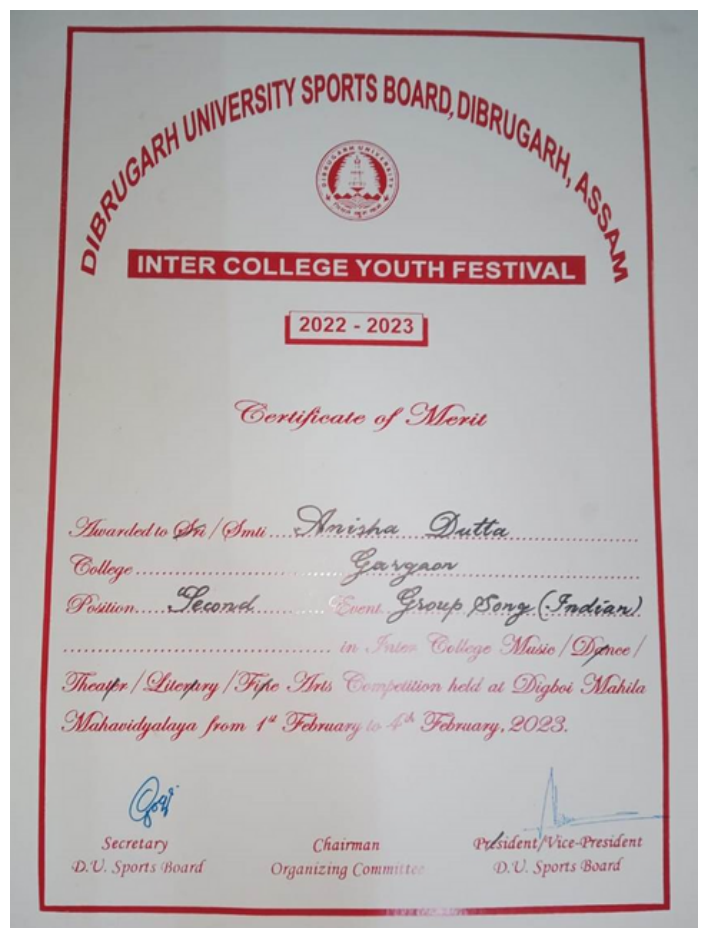 DIBRUGARH UNIVERSITY SPORTS BOARD, DIBRUGARH, ASSAM
DIBRUGARH UNIVERSITY
INTER COLLEGE YOUTH FESTIVAL
2022 - 2023
Certificate of Merit
Awarded to Sri / Smti .... Anisha Dutta
College .... Gargaon
Position .... Second .... Event Group Song (Indian)
.... in Inter College Music / Dance /
Theater / Literary / Fine Arts Competition held at Digboi Mahila
Mahavidyalaya from 1st February to 4th February, 2023.
Secretary Chairman President/Vice-President
D.U. Sports Board Organizing Committee D.U. Sports Board